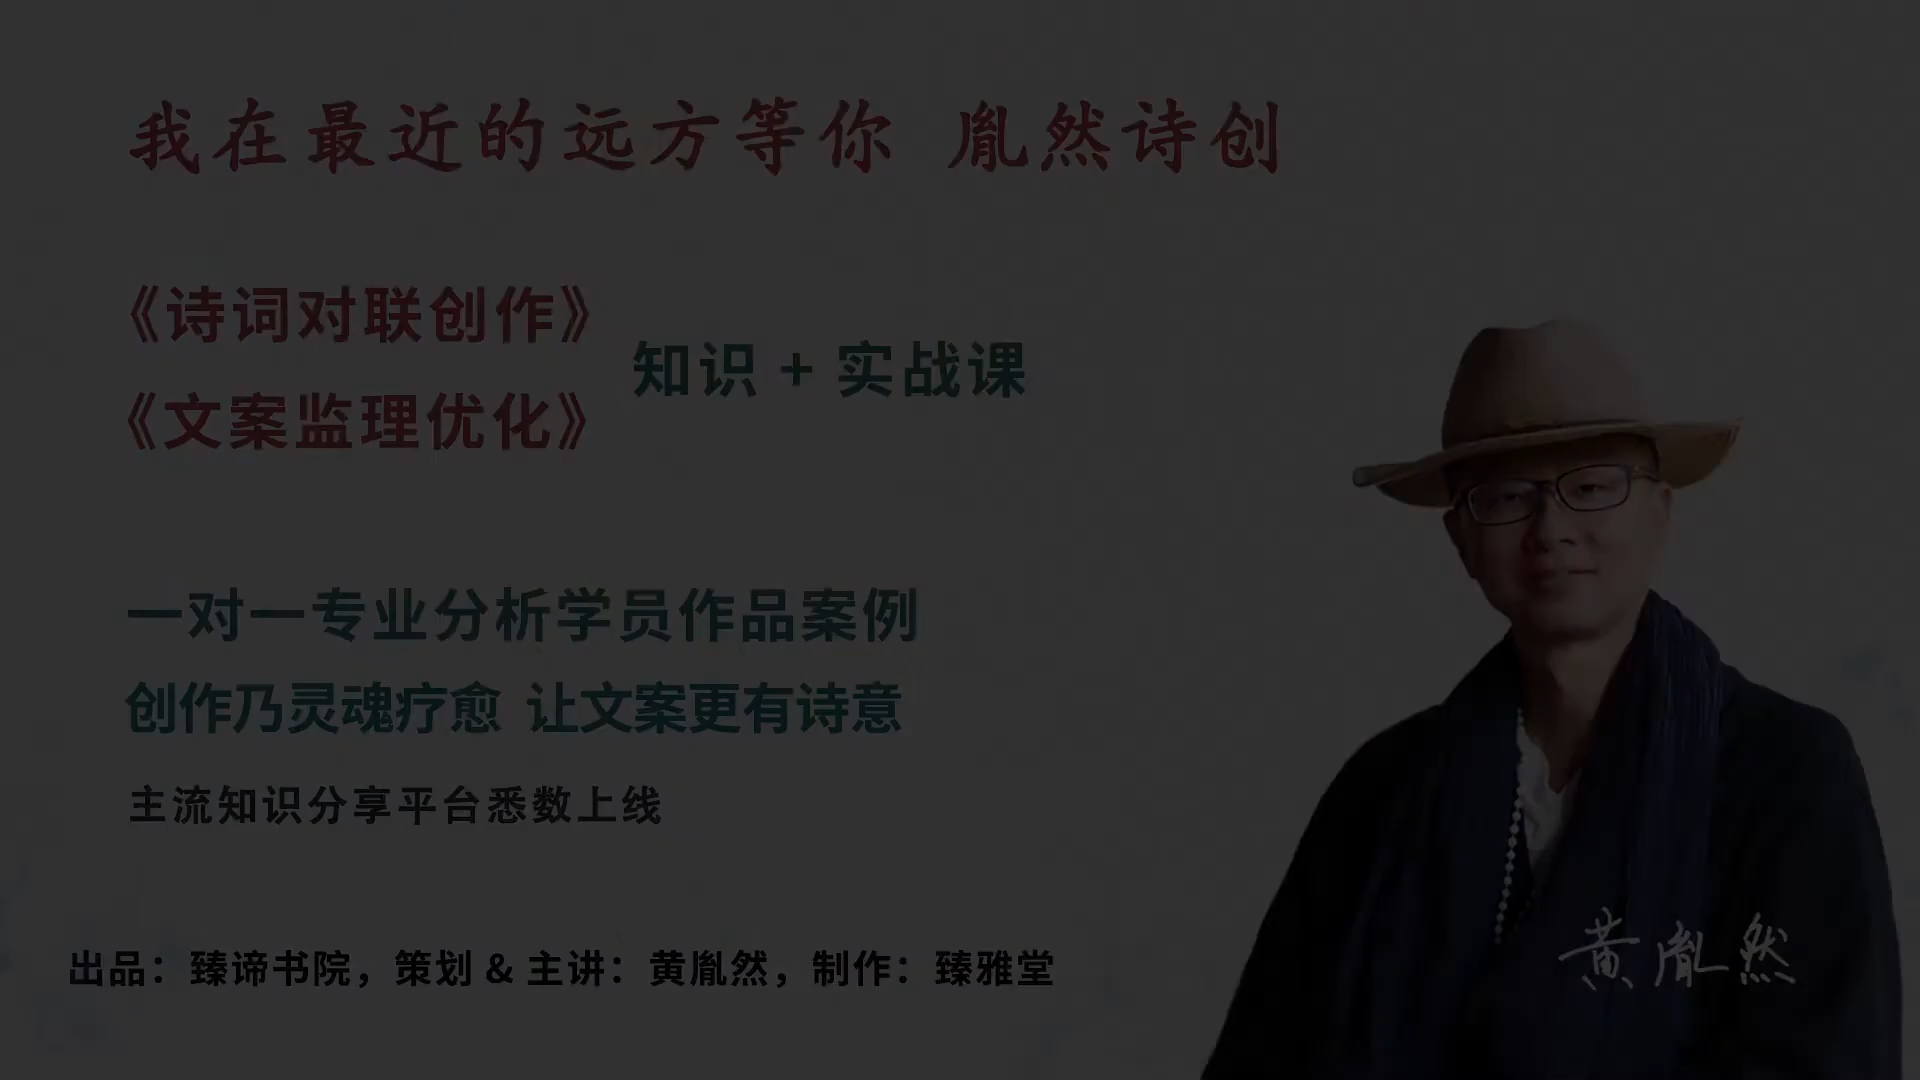 我在最近的远方等你 胤然诗创
《诗词对联创作》
《文案监理优化》
知识 + 实战课
一对一专业分析学员作品案例
创作乃灵魂疗愈 让文案更有诗意
主流知识分享平台悉数上线
出品：臻谛书院，策划 & 主讲：黄胤然，制作：臻雅堂
黄胤然